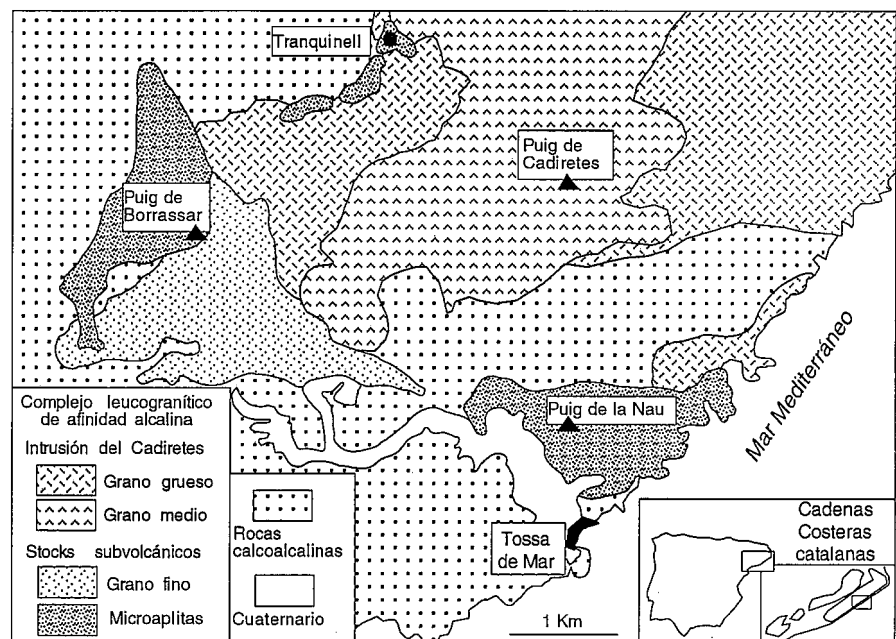 Tranquinell
Puig de
Cadiretes
Puig de
Borrassar
Mar Mediterráneo
Puig de la Nau
Complejo leucogranítico
de afinidad alcalina
Intrusión del Cadiretes
Grano grueso
Grano medio
Stocks subvolcánicos
Grano fino
Microaplitas
Rocas
calcoalcalinas
Cuaternario
Tossa
de Mar
1 Km
Cadenas
Costeras
catalanas